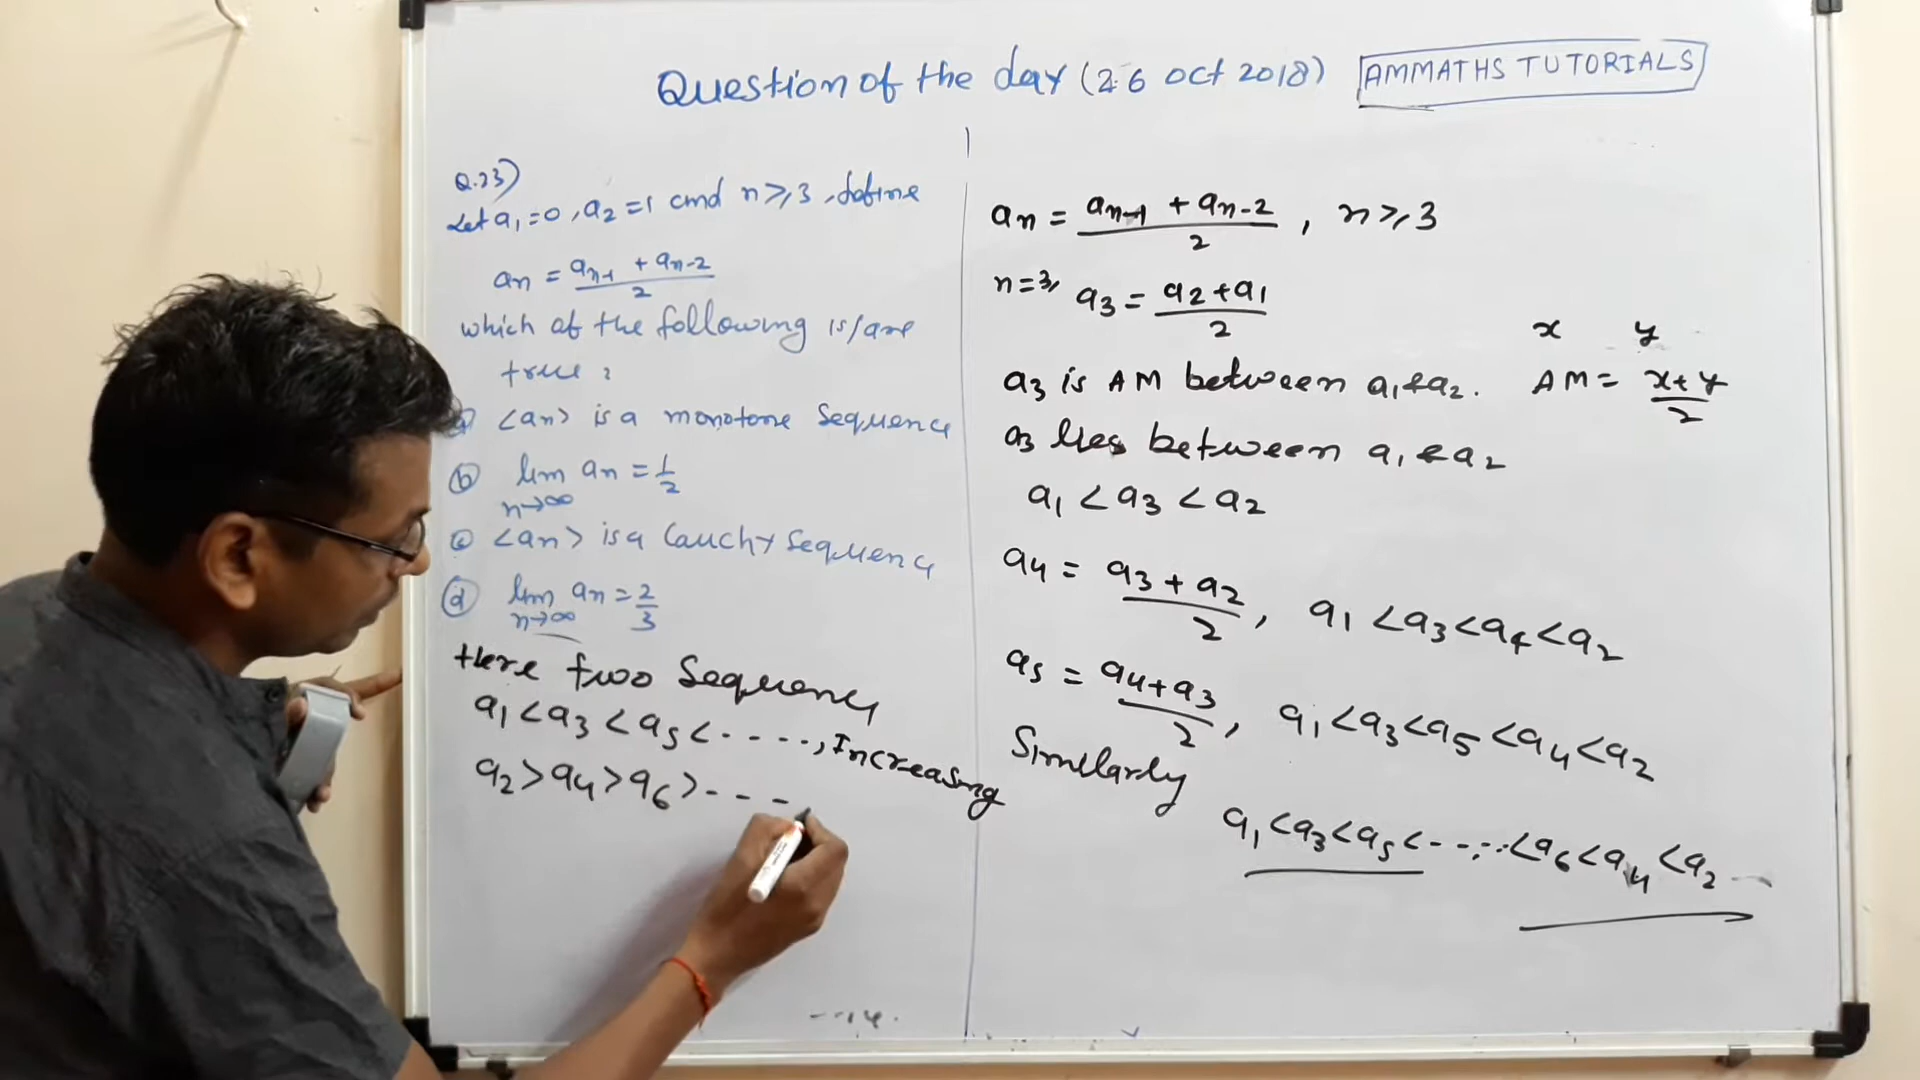 Question of the day (26 Oct 2018) AMMATHS TUTORIALS
Q.23)
Let a₁=0, a₂=1 and n≥3, define
aₙ = (aₙ₋₁ + aₙ₋₂)/2
which of the following is/are
true?
ⓐ <aₙ> is a monotone Sequence
ⓑ lim n→∞ aₙ = 1/2
ⓒ <aₙ> is a Cauchy Sequence
ⓓ lim n→∞ aₙ = 2/3
Here two Sequence
a₁<a₃<a₅<-----, Increasing
a₂>a₄>a₆>----
aₙ = (aₙ₋₁ + aₙ₋₂)/2, n≥3
n=3, a₃ = (a₂+a₁)/2
x y
a₃ is AM between a₁&a₂. AM = (x+y)/2
a₃ lies between a₁&a₂
a₁<a₃<a₂
a₄ = (a₃+a₂)/2, a₁<a₃<a₄<a₂
a₅ = (a₄+a₃)/2, a₁<a₃<a₅<a₄<a₂
Similarly
a₁<a₃<a₅<-----<a₆<a₄<a₂